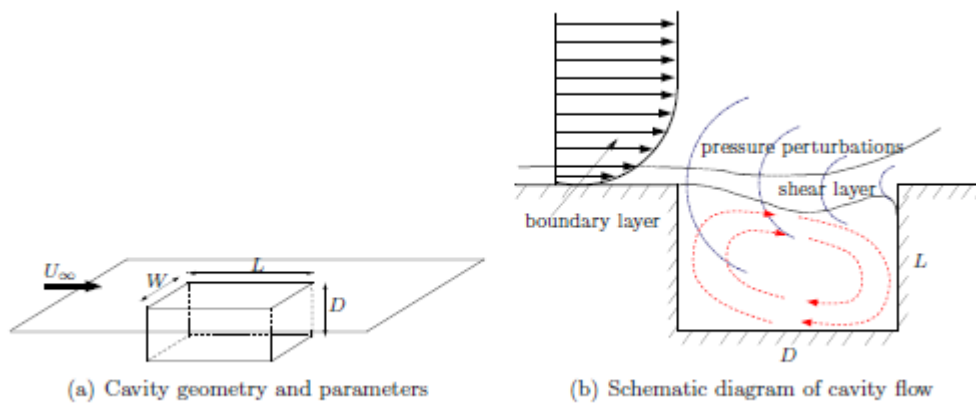 pressure perturbations
shear layer
boundary layer
L
D
U∞
W
L
D
(a) Cavity geometry and parameters
(b) Schematic diagram of cavity flow